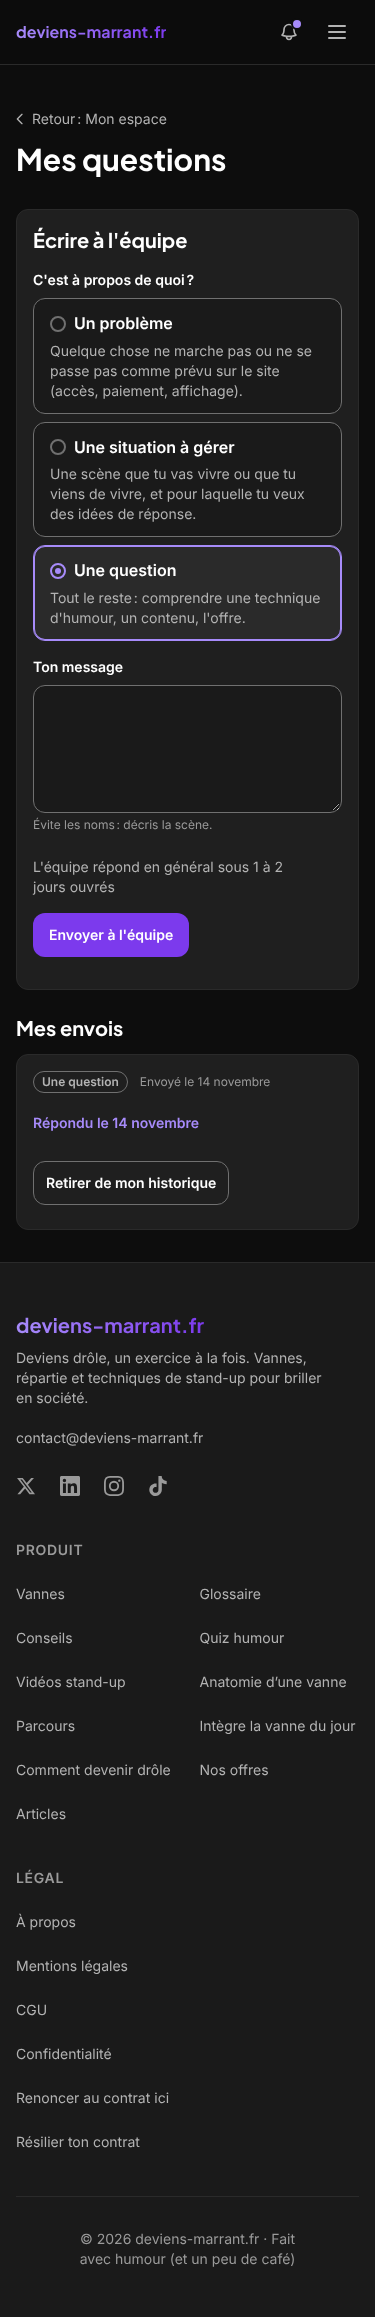 deviens-marrant.fr
Retour : Mon espace
Mes questions
Écrire à l'équipe
C'est à propos de quoi ?
Un problème
Quelque chose ne marche pas ou ne se
passe pas comme prévu sur le site
(accès, paiement, affichage).
Une situation à gérer
Une scène que tu vas vivre ou que tu
viens de vivre, et pour laquelle tu veux
des idées de réponse.
Une question
Tout le reste : comprendre une technique
d'humour, un contenu, l'offre.
Ton message
Évite les noms : décris la scène.
L'équipe répond en général sous 1 à 2
jours ouvrés
Envoyer à l'équipe
Mes envois
Une question Envoyé le 14 novembre
Répondu le 14 novembre
Retirer de mon historique
deviens-marrant.fr
Deviens drôle, un exercice à la fois. Vannes,
répartie et techniques de stand-up pour briller
en société.
contact@deviens-marrant.fr
PRODUIT
Vannes Glossaire
Conseils Quiz humour
Vidéos stand-up Anatomie d’une vanne
Parcours Intègre la vanne du jour
Comment devenir drôle Nos offres
Articles
LÉGAL
À propos
Mentions légales
CGU
Confidentialité
Renoncer au contrat ici
Résilier ton contrat
© 2026 deviens-marrant.fr · Fait
avec humour (et un peu de café)